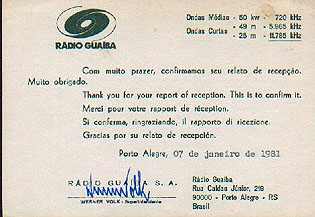 RÁDIO GUAÍBA
Ondas Médias - 50 kw - 720 kHz
Ondas Curtas - 49 m - 5.965 kHz
- 25 m - 11.785 kHz
Com muito prazer, confirmamos seu relato de recepção.
Muito obrigado.
Thank you for your report of reception. This is to confirm it.
Merci pour votre rapport de réception.
Si conferma, ringraziando, il rapporto di ricezione.
Gracias por su relato de recepción.
Porto Alegre, 07 de janeiro de 1981
RÁDIO GUAÍBA S.A.
WERNER VOLK - Superintendente
Rádio Guaíba
Rua Caldas Júnior, 219
90000 - Porto Alegre - RS
Brasil